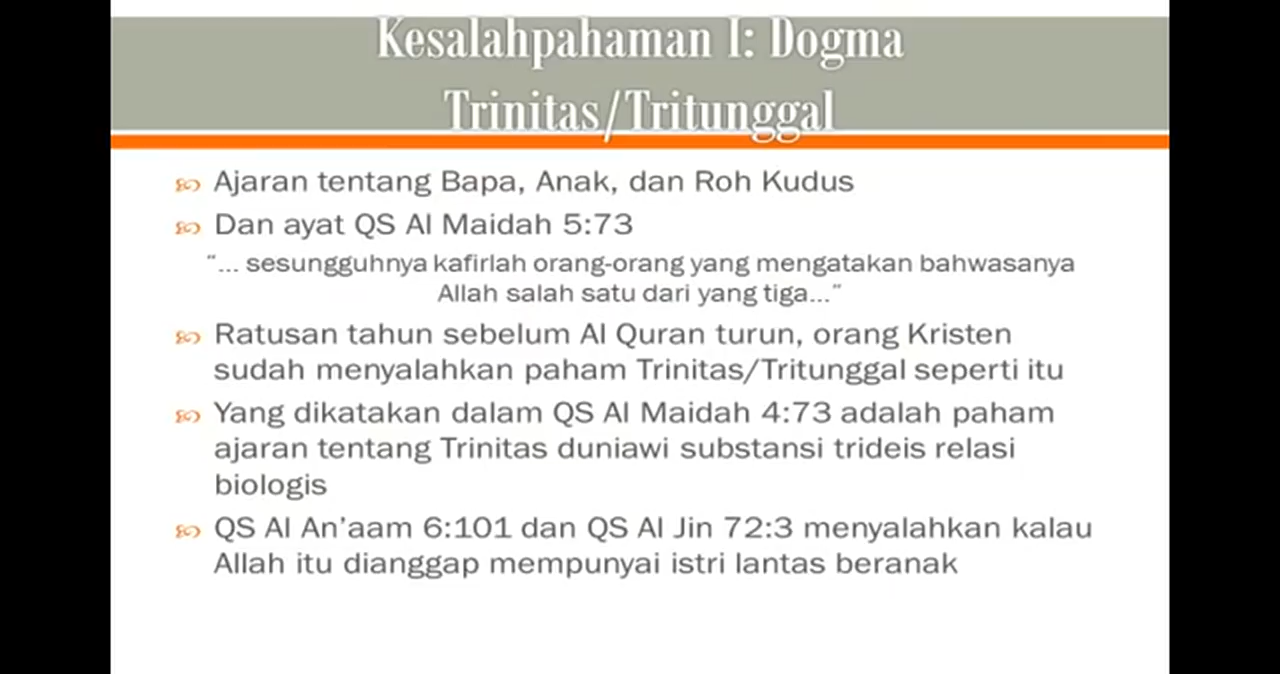 Kesalahpahaman I: Dogma
Trinitas/Tritunggal
Ajaran tentang Bapa, Anak, dan Roh Kudus
Dan ayat QS Al Maidah 5:73
"... sesungguhnya kafirlah orang-orang yang mengatakan bahwasanya
Allah salah satu dari yang tiga..."
Ratusan tahun sebelum Al Quran turun, orang Kristen
sudah menyalahkan paham Trinitas/Tritunggal seperti itu
Yang dikatakan dalam QS Al Maidah 4:73 adalah paham
ajaran tentang Trinitas duniawi substansi trideis relasi
biologis
QS Al An'aam 6:101 dan QS Al Jin 72:3 menyalahkan kalau
Allah itu dianggap mempunyai istri lantas beranak